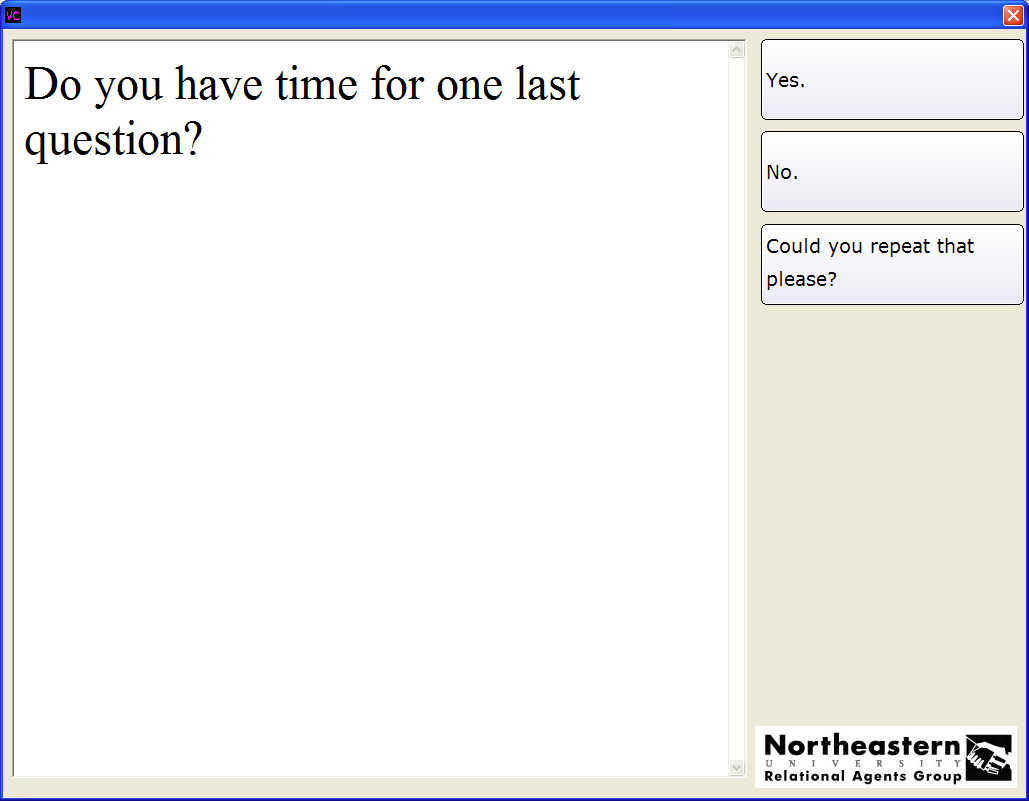 VC
Do you have time for one last
question?
Yes.
No.
Could you repeat that
please?
Northeastern
UNIVERSITY
Relational Agents Group